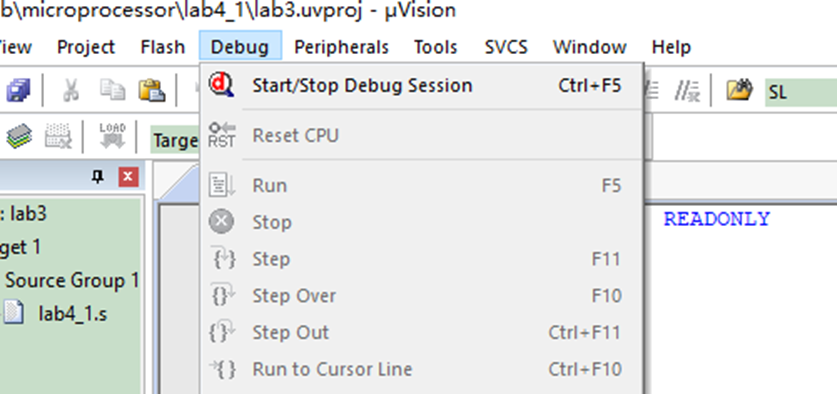 b\microprocessor\lab4_1\lab3.uvproj - µVision
iew Project Flash Debug Peripherals Tools SVCS Window Help
Start/Stop Debug Session Ctrl+F5
SL
LOAD
Targe
RST Reset CPU
Run F5
: lab3
Stop
READONLY
get 1
Step F11
Source Group 1
Step Over F10
lab4_1.s
Step Out Ctrl+F11
Run to Cursor Line Ctrl+F10